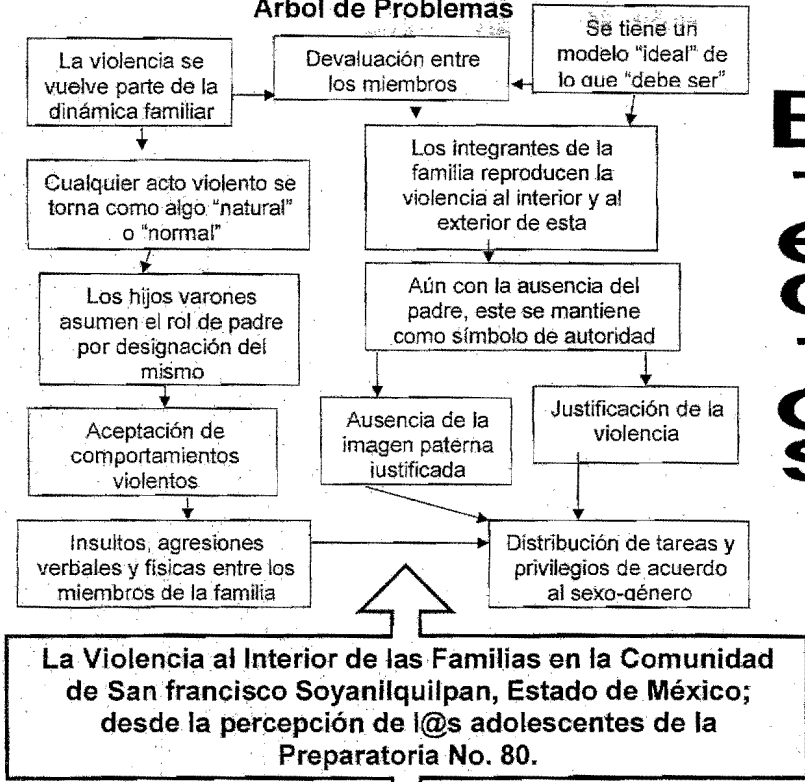 Arbol de Problemas
La violencia se
vuelve parte de la
dinámica familiar
Devaluación entre
los miembros
Se tiene un
modelo "ideal" de
lo que "debe ser"
Cualquier acto violento se
torna como algo "natural"
o "normal"
Los integrantes de la
familia reproducen la
violencia al interior y al
exterior de esta
Los hijos varones
asumen el rol de padre
por designación del
mismo
Aún con la ausencia del
padre, este se mantiene
como símbolo de autoridad
Aceptación de
comportamientos
violentos
Ausencia de la
imagen paterna
justificada
Justificación de la
violencia
Insultos, agresiones
verbales y físicas entre los
miembros de la familia
Distribución de tareas y
privilegios de acuerdo
al sexo-género
La Violencia al Interior de las Familias en la Comunidad
de San francisco Soyanilquilpan, Estado de México;
desde la percepción de l@s adolescentes de la
Preparatoria No. 80.